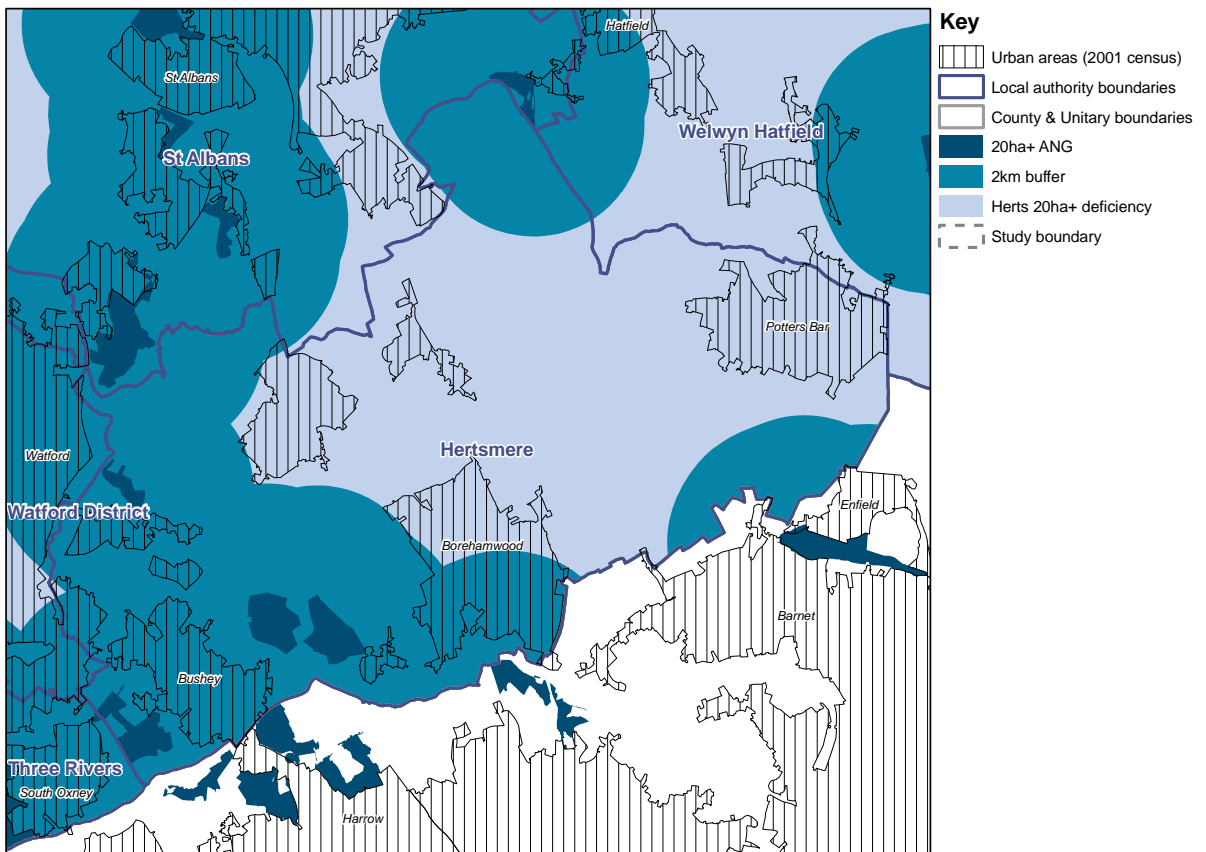 Hatfield
St Albans
Welwyn Hatfield
St Albans
Potters Bar
Hertsmere
Watford
Watford District
Enfield
Borehamwood
Barnet
Bushey
Three Rivers
South Oxney
Harrow
Key
Urban areas (2001 census)
Local authority boundaries
County & Unitary boundaries
20ha+ ANG
2km buffer
Herts 20ha+ deficiency
Study boundary